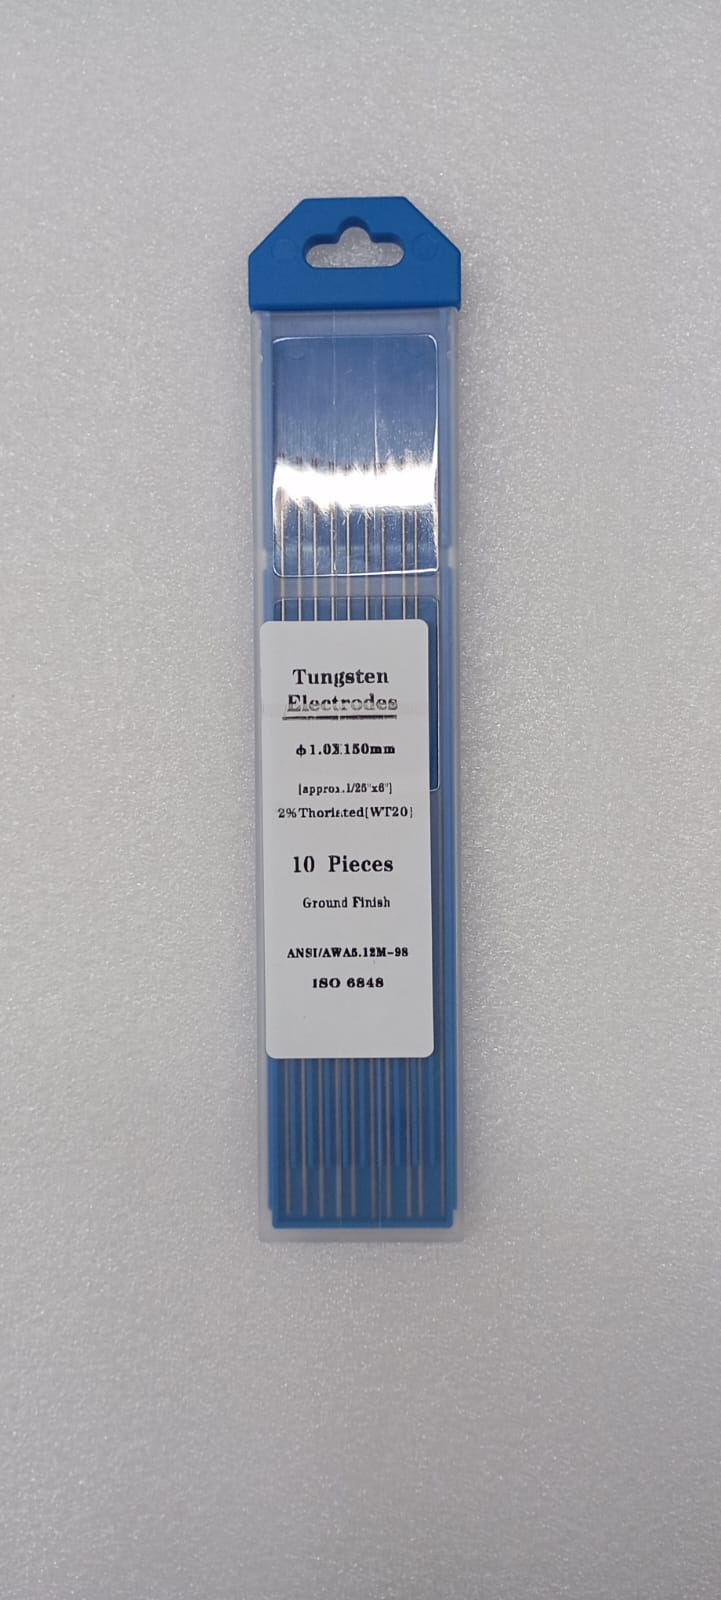 Tungsten
Electrodes
ϕ1.0X150mm
[approx.1/25"x6"]
2%Thoriated[WT20]
10 Pieces
Ground Finish
ANSI/AWA5.12M-98
ISO 6848